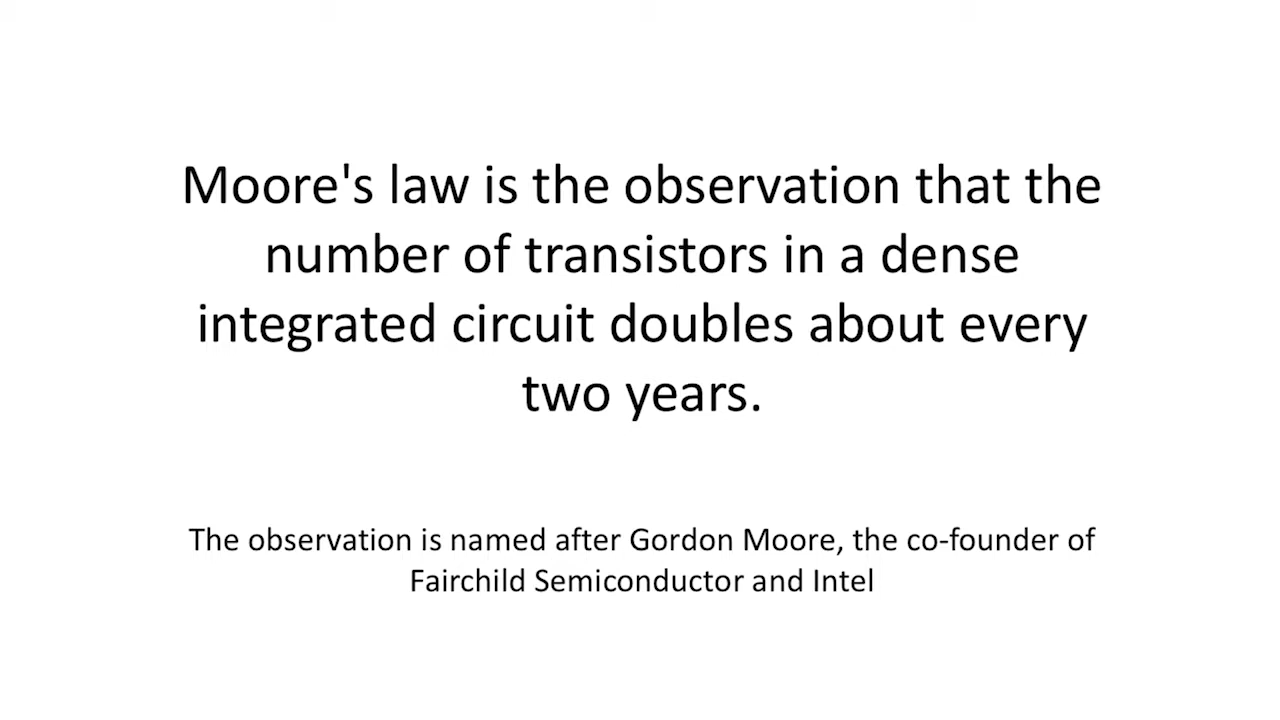 Moore's law is the observation that the
number of transistors in a dense
integrated circuit doubles about every
two years.
The observation is named after Gordon Moore, the co-founder of
Fairchild Semiconductor and Intel